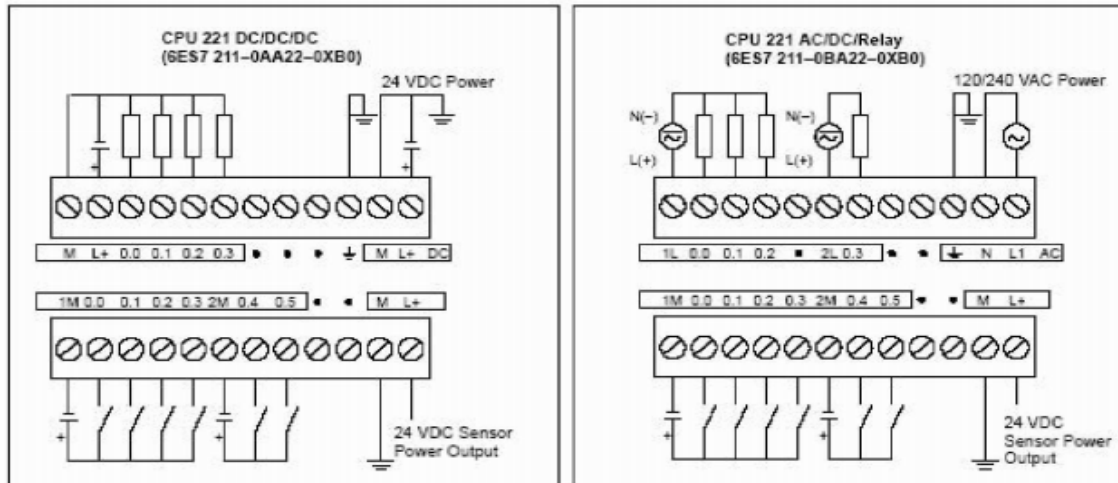 CPU 221 DC/DC/DC
(6ES7 211–0AA22–0XB0)
24 VDC Power
+
+
M L+ 0.0 0.1 0.2 0.3 M L+ DC
1M 0.0 0.1 0.2 0.3 2M 0.4 0.5 M L+
+
+
24 VDC Sensor
Power Output
CPU 221 AC/DC/Relay
(6ES7 211–0BA22–0XB0)
120/240 VAC Power
N(–) N(–)
L(+) L(+)
1L 0.0 0.1 0.2 2L 0.3 N L1 AC
1M 0.0 0.1 0.2 0.3 2M 0.4 0.5 M L+
+
+
24 VDC
Sensor Power
Output